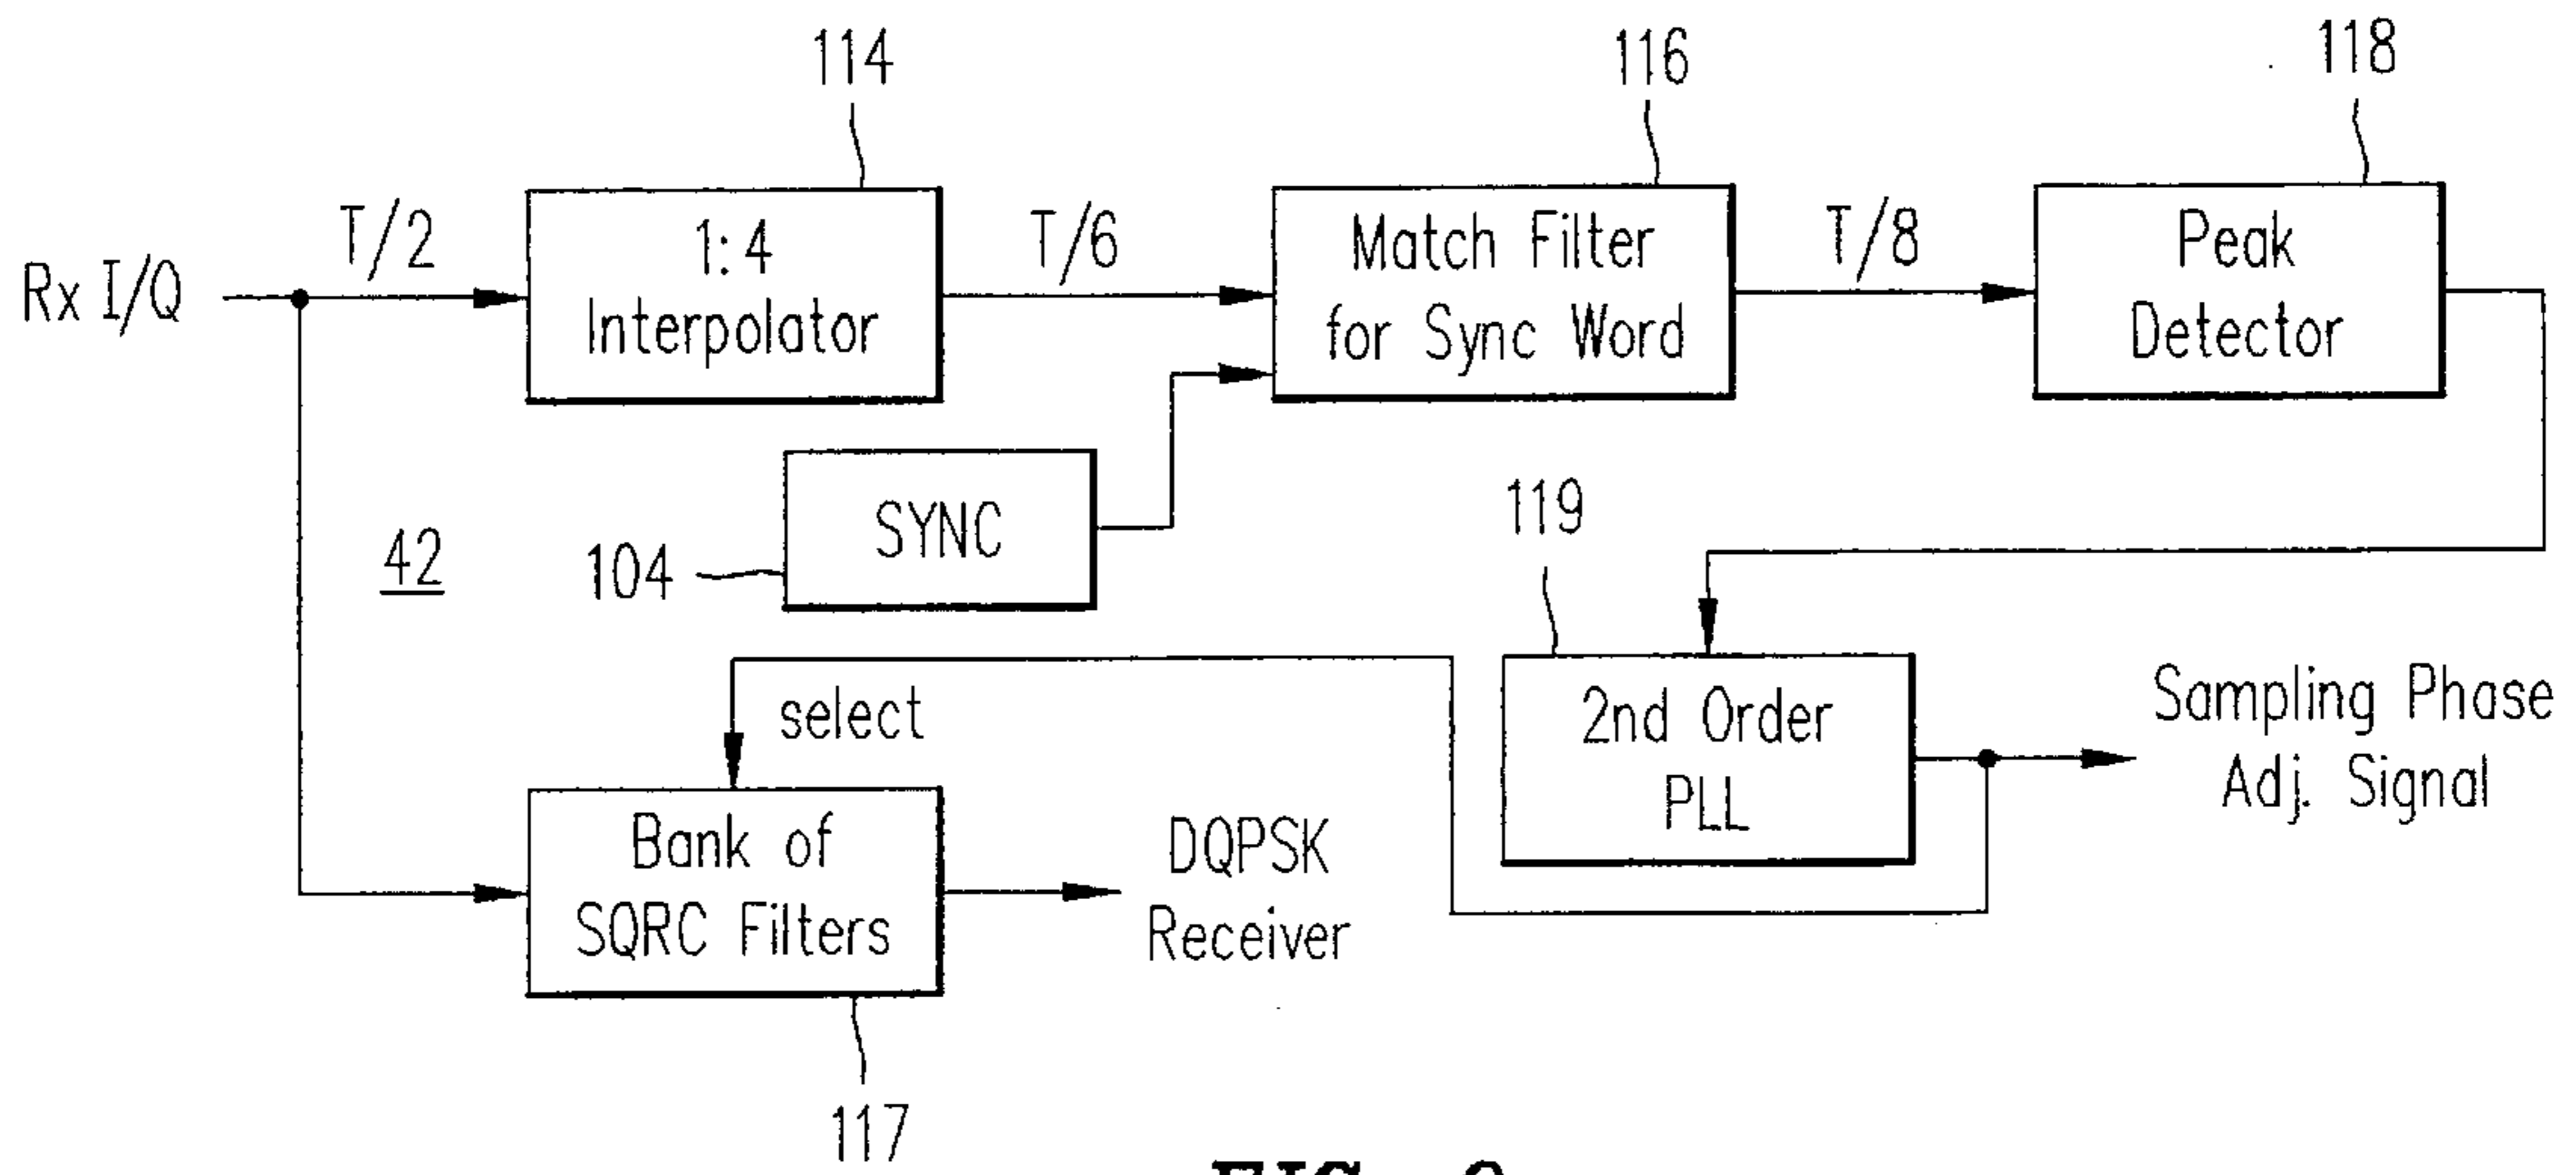 114
116
118
Rx I/Q
T/2
1:4
Interpolator
T/6
Match Filter
for Sync Word
T/8
Peak
Detector
SYNC
104
42
119
select
2nd Order
PLL
Sampling Phase
Adj. Signal
Bank of
SQRC Filters
DQPSK
Receiver
117